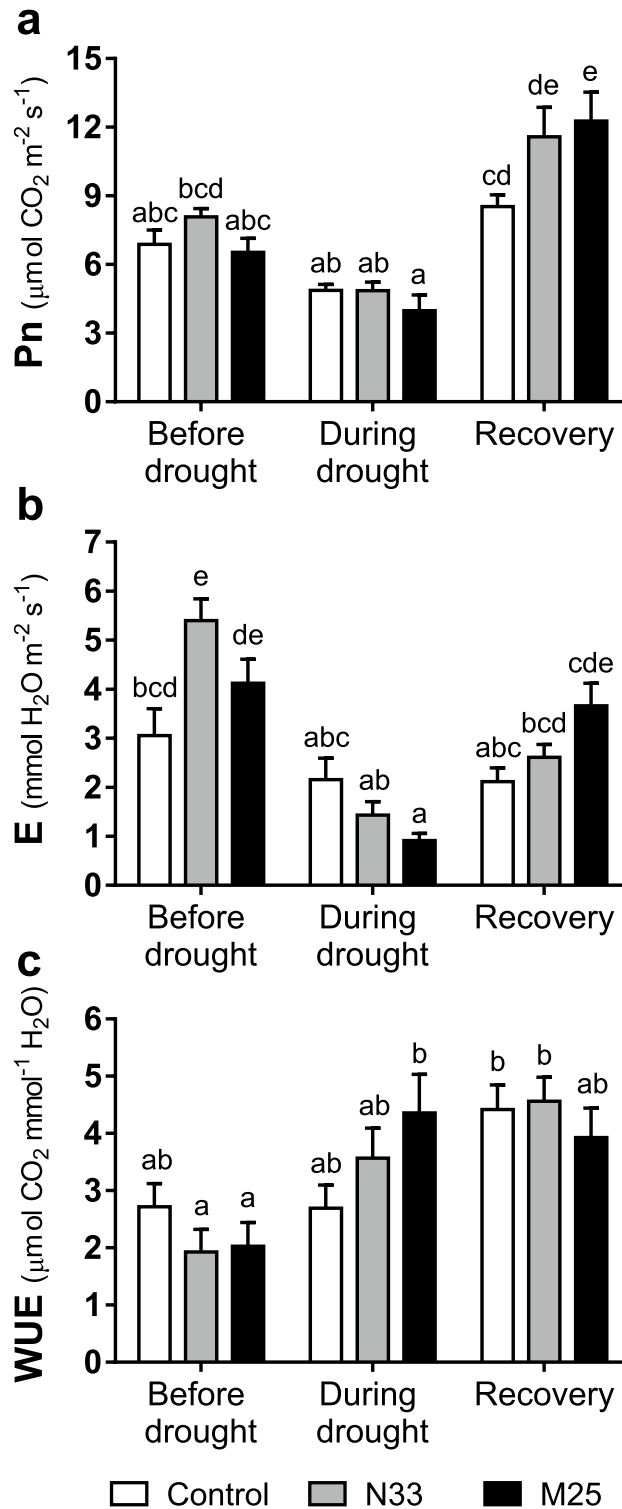 a
Pn (μmol CO₂ m⁻² s⁻¹)
15
12
9
6
3
0
abc
bcd
abc
ab
ab
a
cd
de
e
Before drought
During drought
Recovery
b
E (mmol H₂O m⁻² s⁻¹)
7
6
5
4
3
2
1
0
bcd
e
de
abc
ab
a
abc
bcd
cde
Before drought
During drought
Recovery
c
WUE (μmol CO₂ mmol⁻¹ H₂O)
6
5
4
3
2
1
0
ab
a
a
ab
ab
b
b
b
ab
Before drought
During drought
Recovery
Control
N33
M25